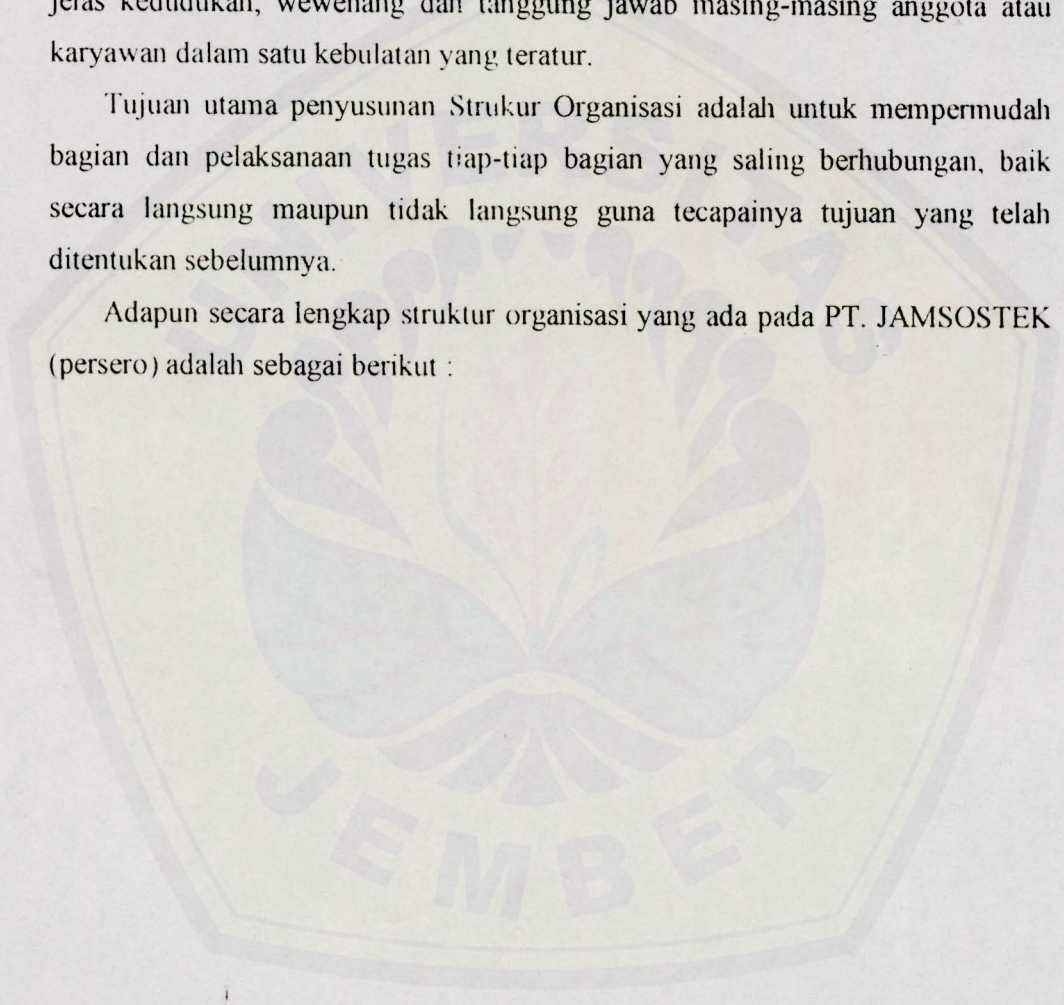 jelas kedudukan, wewenang dan tanggung jawab masing-masing anggota atau
karyawan dalam satu kebulatan yang teratur.
Tujuan utama penyusunan Strukur Organisasi adalah untuk mempermudah
bagian dan pelaksanaan tugas tiap-tiap bagian yang saling berhubungan, baik
secara langsung maupun tidak langsung guna tecapainya tujuan yang telah
ditentukan sebelumnya.
Adapun secara lengkap struktur organisasi yang ada pada PT. JAMSOSTEK
(persero) adalah sebagai berikut :
UNIVERSITAS
JEMBER